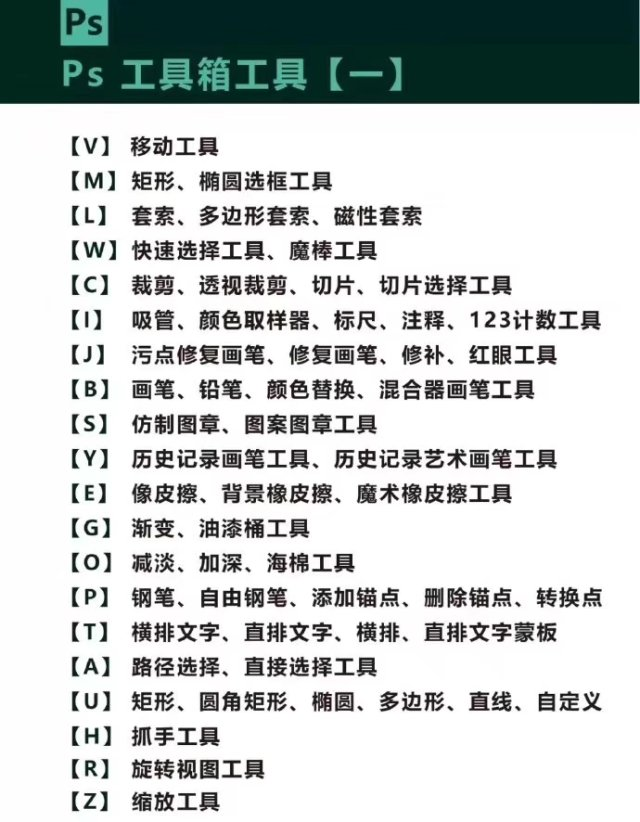 Ps
Ps 工具箱工具【一】
【V】 移动工具
【M】矩形、椭圆选框工具
【L】 套索、多边形套索、磁性套索
【W】快速选择工具、魔棒工具
【C】 裁剪、透视裁剪、切片、切片选择工具
【I】 吸管、颜色取样器、标尺、注释、123计数工具
【J】 污点修复画笔、修复画笔、修补、红眼工具
【B】 画笔、铅笔、颜色替换、混合器画笔工具
【S】 仿制图章、图案图章工具
【Y】 历史记录画笔工具、历史记录艺术画笔工具
【E】 像皮擦、背景橡皮擦、魔术橡皮擦工具
【G】 渐变、油漆桶工具
【O】 减淡、加深、海棉工具
【P】 钢笔、自由钢笔、添加锚点、删除锚点、转换点
【T】 横排文字、直排文字、横排、直排文字蒙板
【A】 路径选择、直接选择工具
【U】 矩形、圆角矩形、椭圆、多边形、直线、自定义
【H】 抓手工具
【R】 旋转视图工具
【Z】 缩放工具